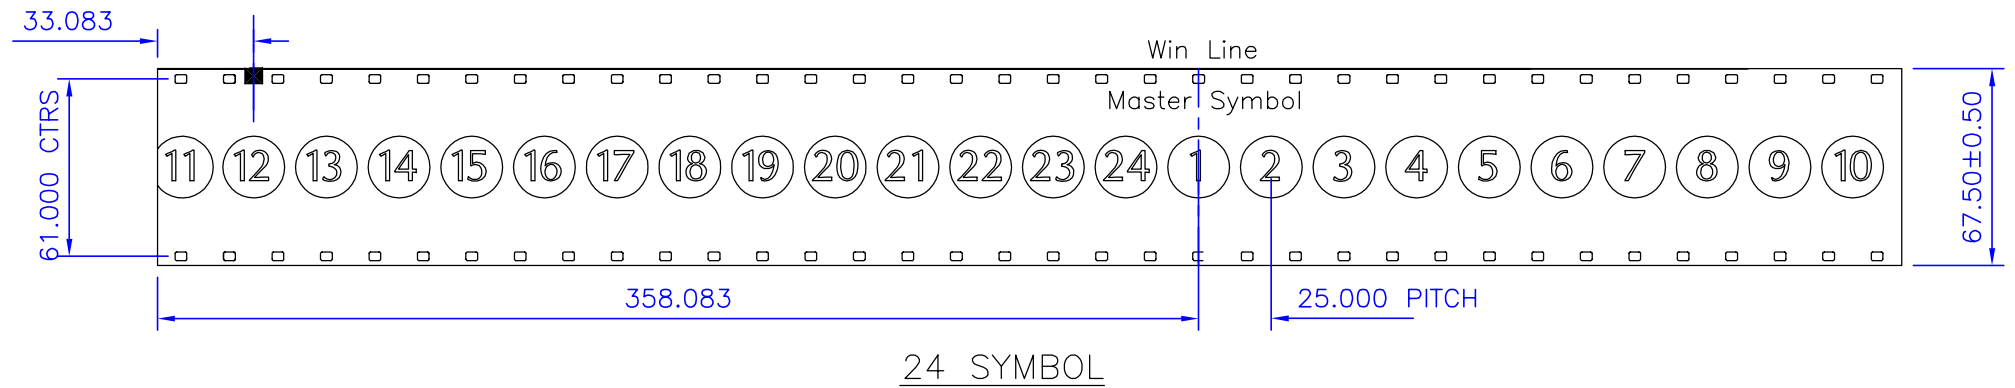 33.083
Win Line
Master Symbol
61.000 CTRS
11 12 13 14 15 16 17 18 19 20 21 22 23 24 1 2 3 4 5 6 7 8 9 10
67.50±0.50
358.083
25.000 PITCH
24 SYMBOL